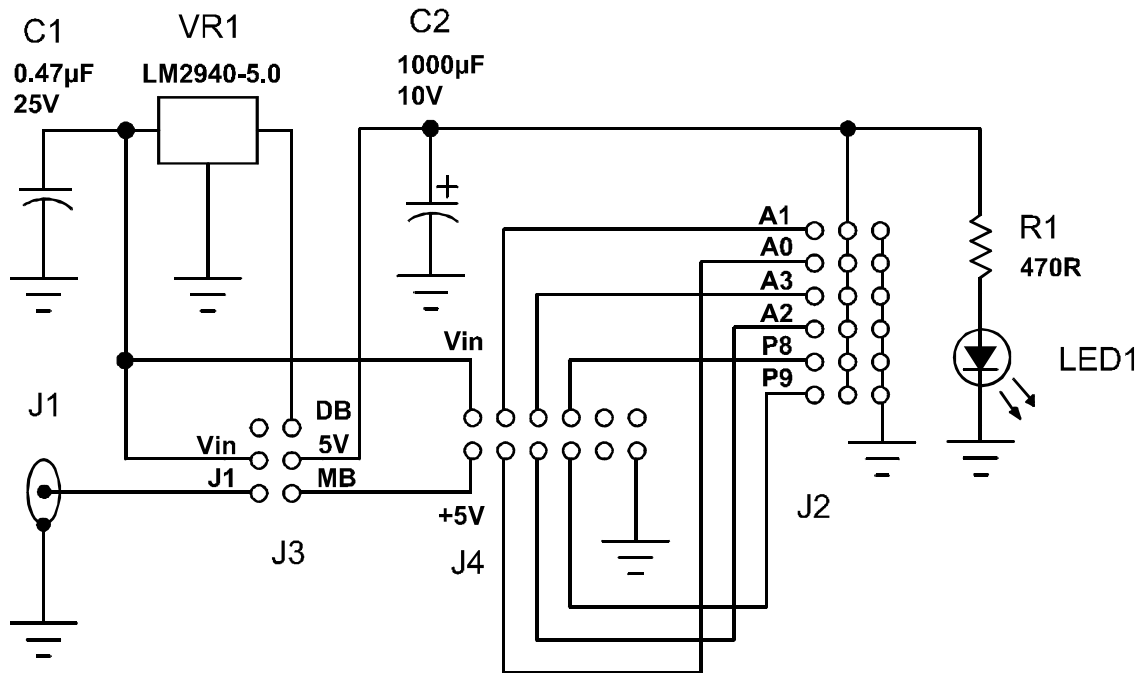 C1
0.47µF
25V
VR1
LM2940-5.0
C2
1000µF
10V
+
A1
A0
A3
A2
P8
P9
R1
470R
LED1
Vin
J1
DB
Vin
5V
J1
MB
+5V
J3
J4
J2